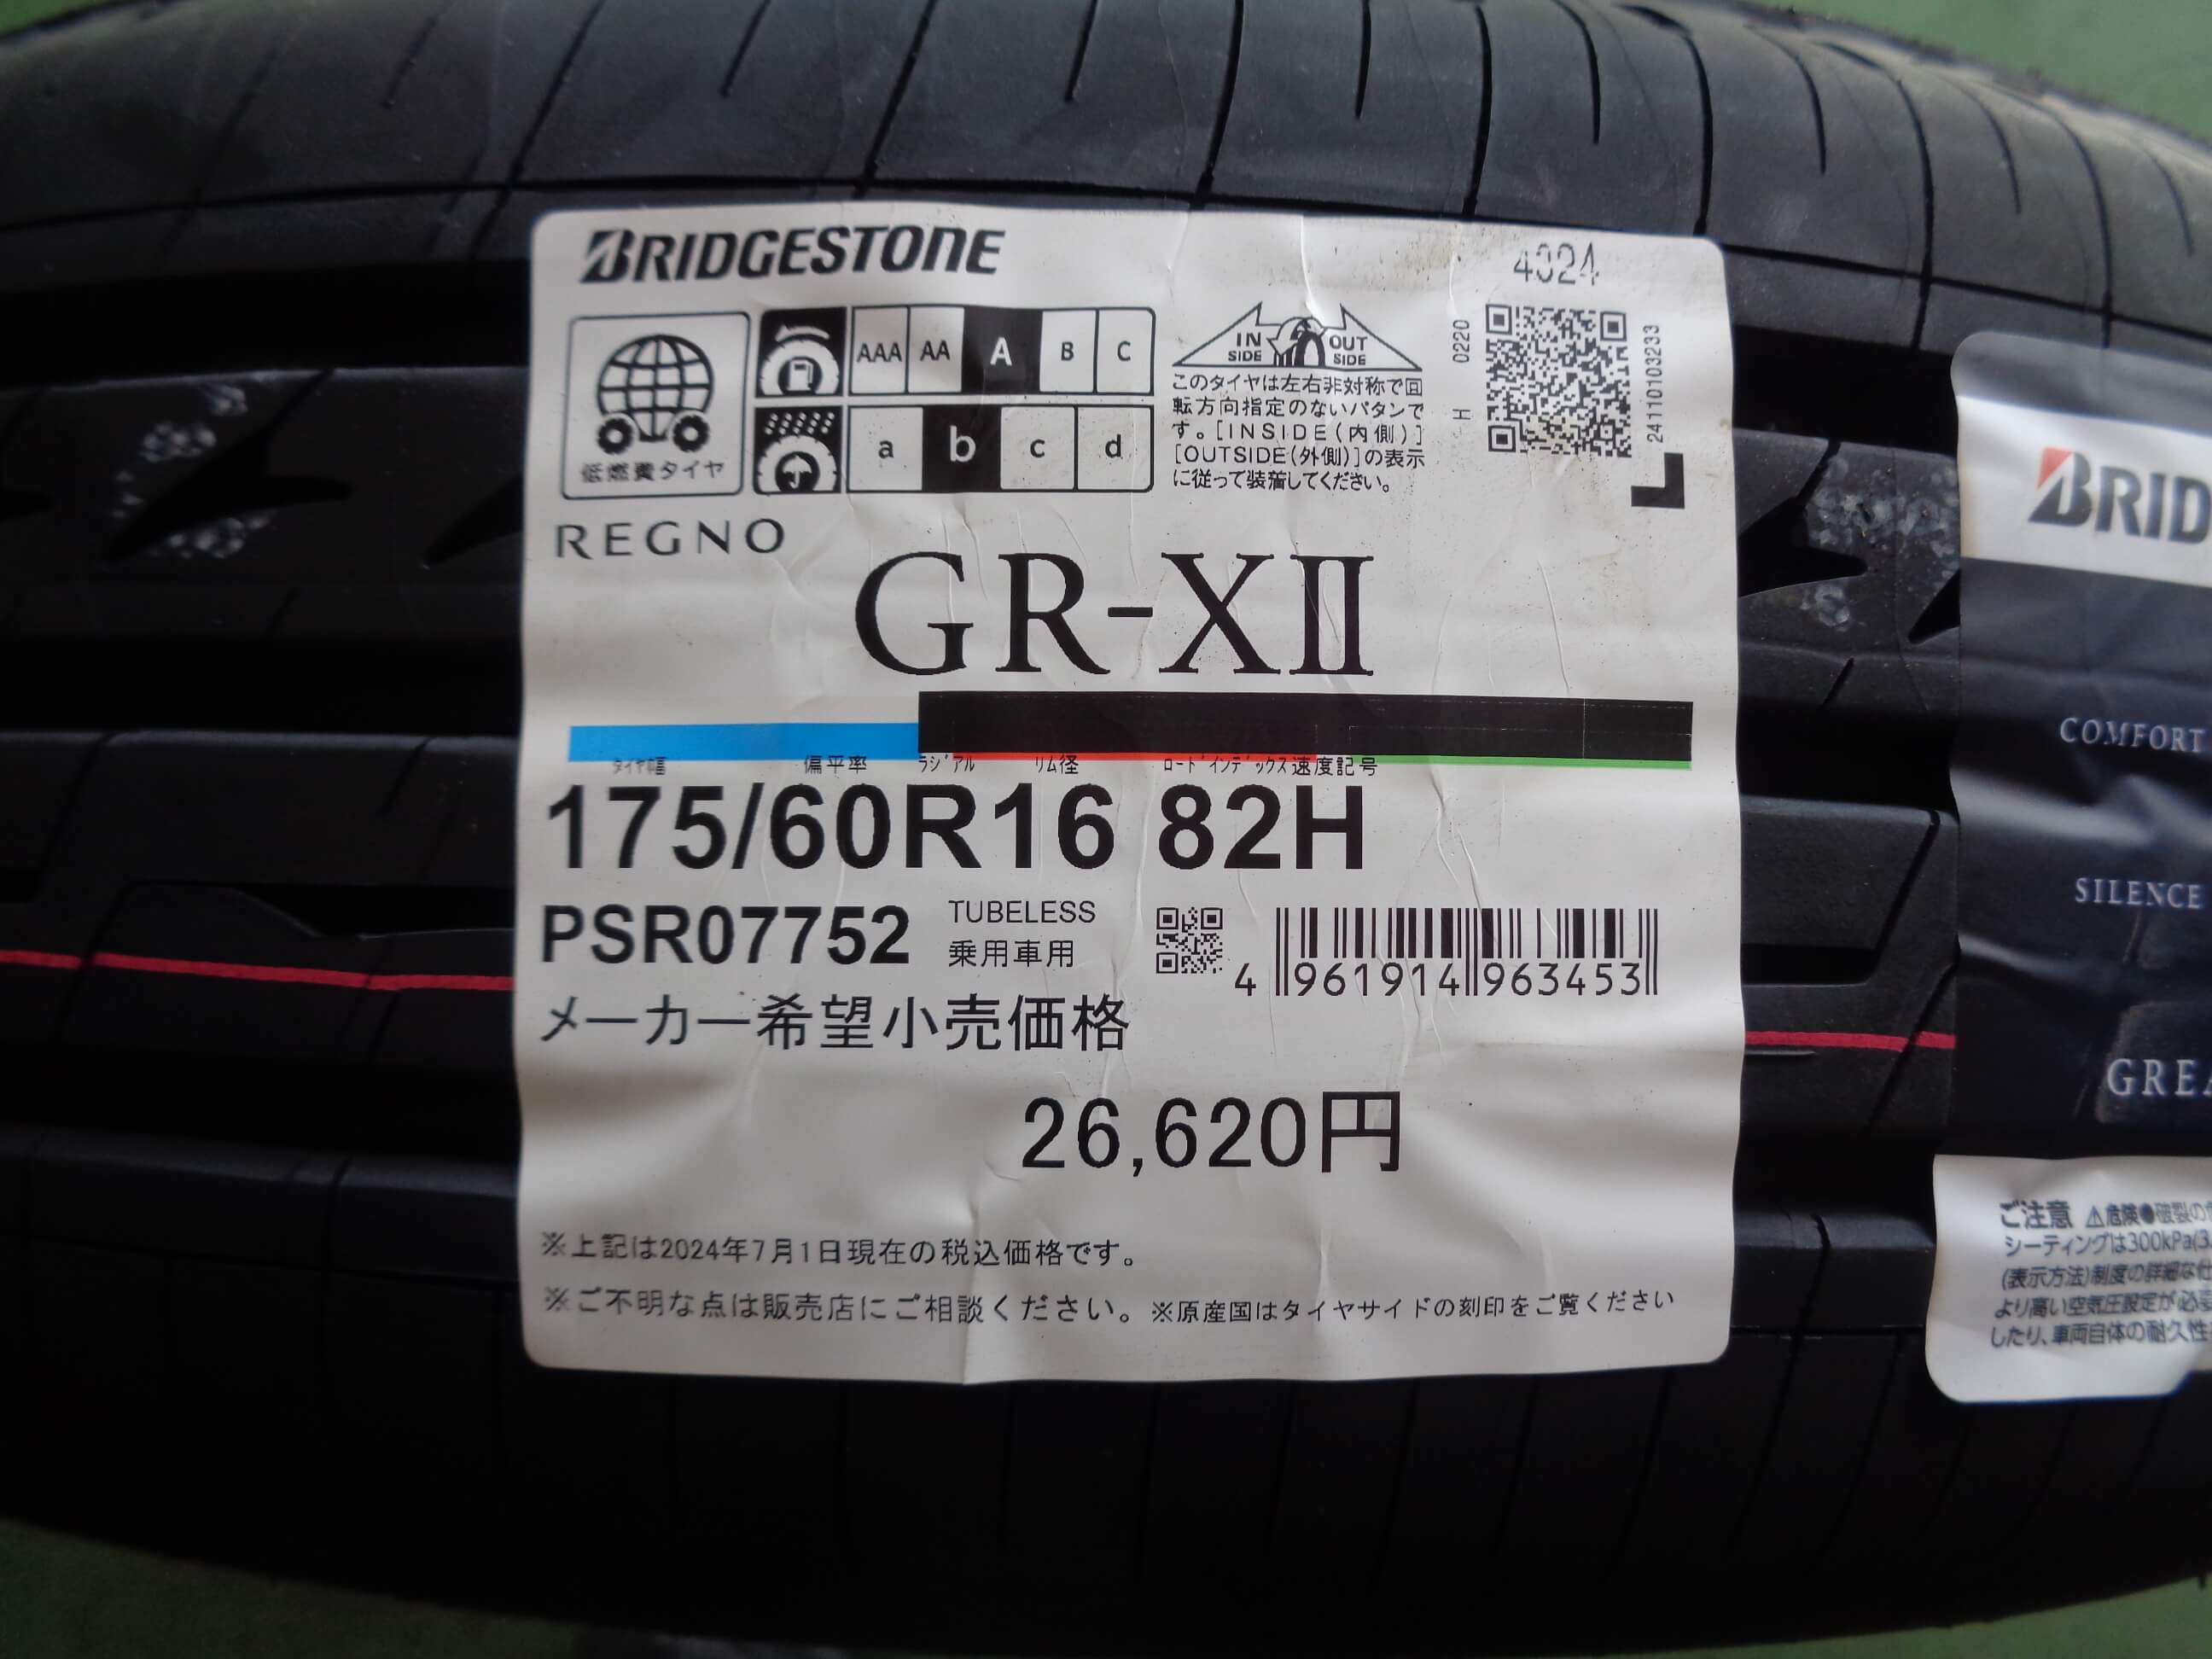 BRIDGESTONE
4024
AAA AA A B C
a b c d
低燃費タイヤ
IN SIDE OUT SIDE
このタイヤは左右非対称で回
転方向指定のないパタンで
す。[INSIDE(内側)]
[OUTSIDE(外側)]の表示
に従って装着してください。
H 0220
24110103233
REGNO
GR-XⅡ
タイヤ幅 偏平率 ラジアル リム径 ロードインデックス 速度記号
175/60R16 82H
PSR07752
TUBELESS
乗用車用
4 961914 963453
メーカー希望小売価格
26,620円
※上記は2024年7月1日現在の税込価格です。
※ご不明な点は販売店にご相談ください。※原産国はタイヤサイドの刻印をご覧ください
BRID
COMFORT
SILENCE
GREA
ご注意 ⚠危険●破裂の
シーティングは300kPa(3.
(表示方法)制度の詳細な仕
より高い空気圧設定が必要
したり、車両自体の耐久性